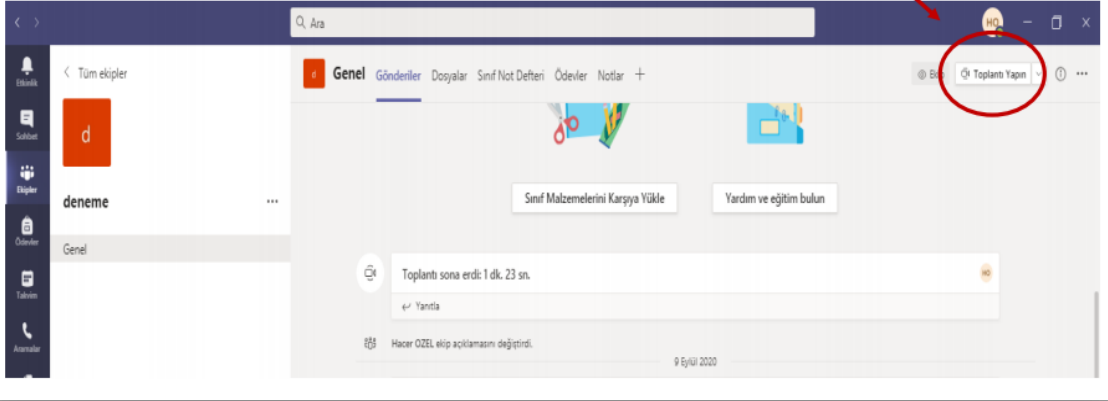 Ara
HO
Etkinlik
Sohbet
Ekipler
Ödevler
Takvim
Aramalar
Tüm ekipler
d
deneme
Genel
d Genel Gönderiler Dosyalar Sınıf Not Defteri Ödevler Notlar
Toplantı Yapın
Sınıf Malzemelerini Karşıya Yükle
Yardım ve eğitim bulun
Toplantı sona erdi: 1 dk. 23 sn.
HO
Yanıtla
Hacer OZEL ekip açıklamasını değiştirdi.
9 Eylül 2020